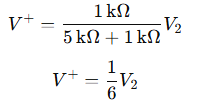 V⁺ = 1 kΩ / (5 kΩ + 1 kΩ) V₂
V⁺ = 1/6 V₂